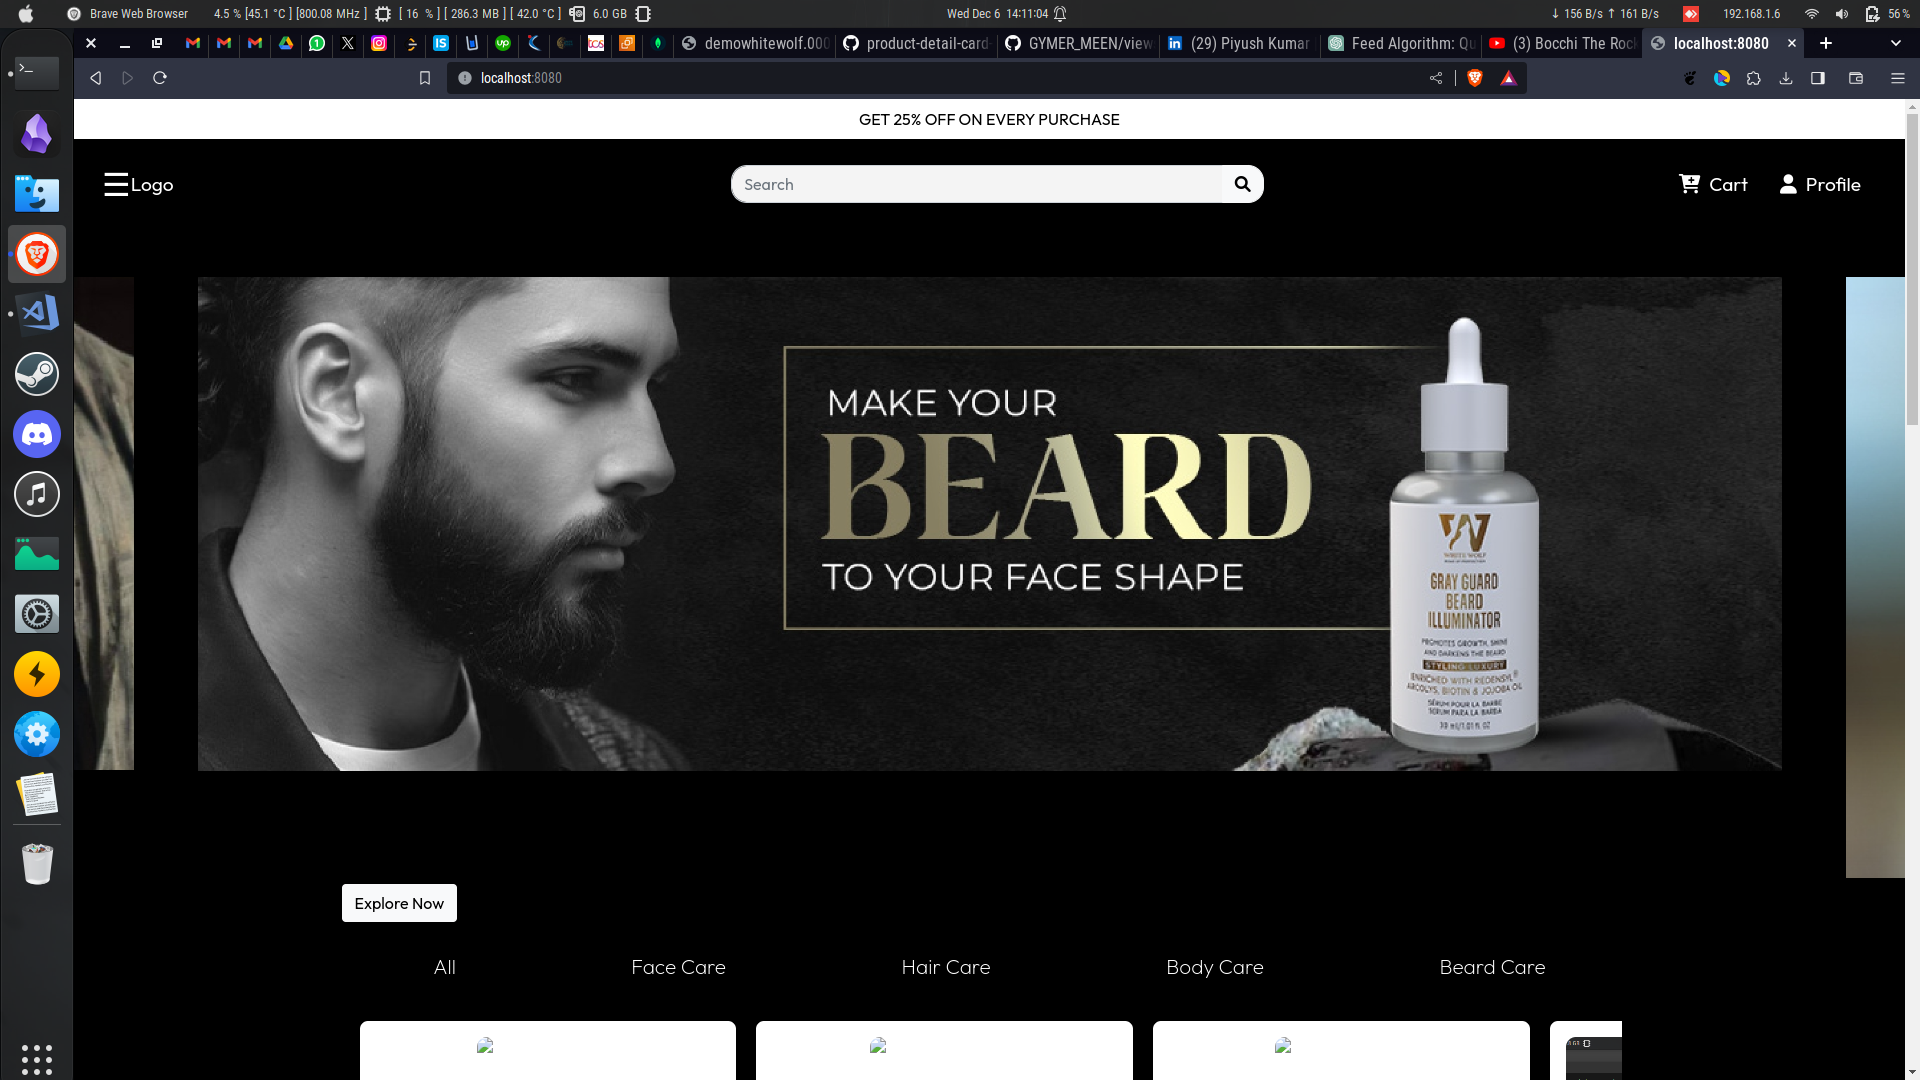 Brave Web Browser
4.5 % [45.1 °C ] [800.08 MHz ]
[ 16 % ] [ 286.3 MB ] [ 42.0 °C ]
6.0 GB
Wed Dec 6 14:11:04
↓ 156 B/s ↑ 161 B/s
192.168.1.6
56 %
demowhitewolf.000
product-detail-card
GYMER_MEEN/view
(29) Piyush Kumar
Feed Algorithm: Qu
(3) Bocchi The Rock
localhost:8080
localhost:8080
GET 25% OFF ON EVERY PURCHASE
Logo
Search
Cart
Profile
MAKE YOUR
BEARD
TO YOUR FACE SHAPE
W
WHITE WOLF
GRAY GUARD
BEARD
ILLUMINATOR
PROMOTES GROWTH, SHINE
AND DARKENS THE BEARD
STYLING LUXURY
ENRICHED WITH REDENSYL®
ARCOLYS, BIOTIN & JOJOBA OIL
SÉRUM POUR LA BARBE
SERUM PARA LA BARBA
30 ml/1.01 fl. oz
Explore Now
All
Face Care
Hair Care
Body Care
Beard Care